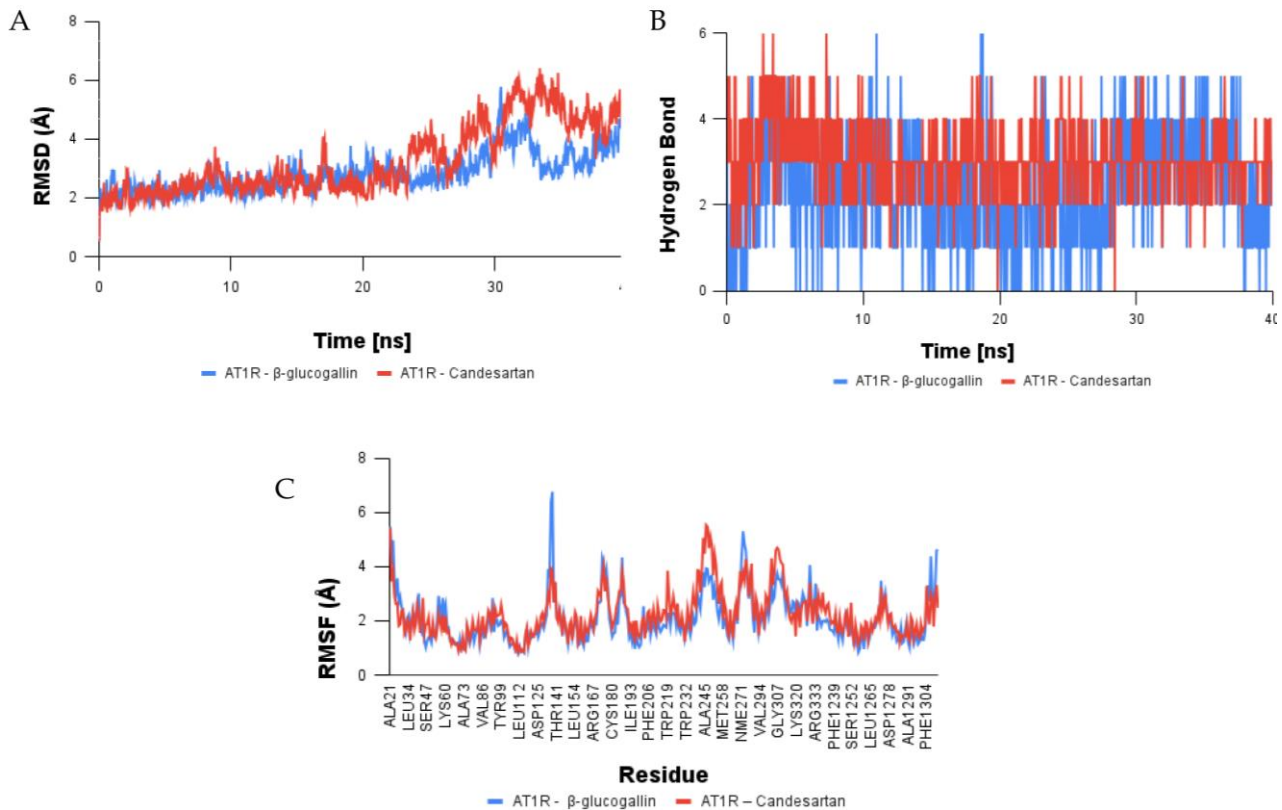 A
8
6
4
2
0
RMSD (Å)
0
10
20
30
Time [ns]
AT1R - β-glucogallin
AT1R - Candesartan
B
6
4
2
0
Hydrogen Bond
0
10
20
30
40
Time [ns]
AT1R - β-glucogallin
AT1R - Candesartan
C
8
6
4
2
0
RMSF (Å)
ALA21
LEU34
SER47
LYS60
ALA73
VAL86
TYR99
LEU112
ASP125
THR141
LEU154
ARG167
CYS180
ILE193
PHE206
TRP219
TRP232
ALA245
MET258
NME271
VAL294
GLY307
LYS320
ARG333
PHE1239
SER1252
LEU1265
ASP1278
ALA1291
PHE1304
Residue
AT1R - β-glucogallin
AT1R – Candesartan